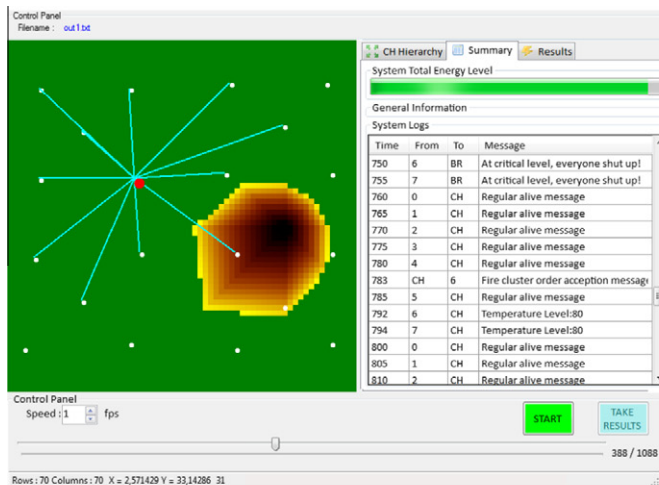 Control Panel
Filename : out1.txt
CH Hierarchy Summary Results
System Total Energy Level
General Information
System Logs
Time From To Message
750 6 BR At critical level, everyone shut up!
755 7 BR At critical level, everyone shut up!
760 0 CH Regular alive message
765 1 CH Regular alive message
770 2 CH Regular alive message
775 3 CH Regular alive message
780 4 CH Regular alive message
783 CH 6 Fire cluster order acception message
785 5 CH Regular alive message
792 6 CH Temperature Level:80
794 7 CH Temperature Level:80
800 0 CH Regular alive message
805 1 CH Regular alive message
810 2 CH Regular alive message
Control Panel
Speed : 1 fps
START
TAKE
RESULTS
388 / 1088
Rows : 70 Columns : 70 X = 2,571429 Y = 33,14286 31